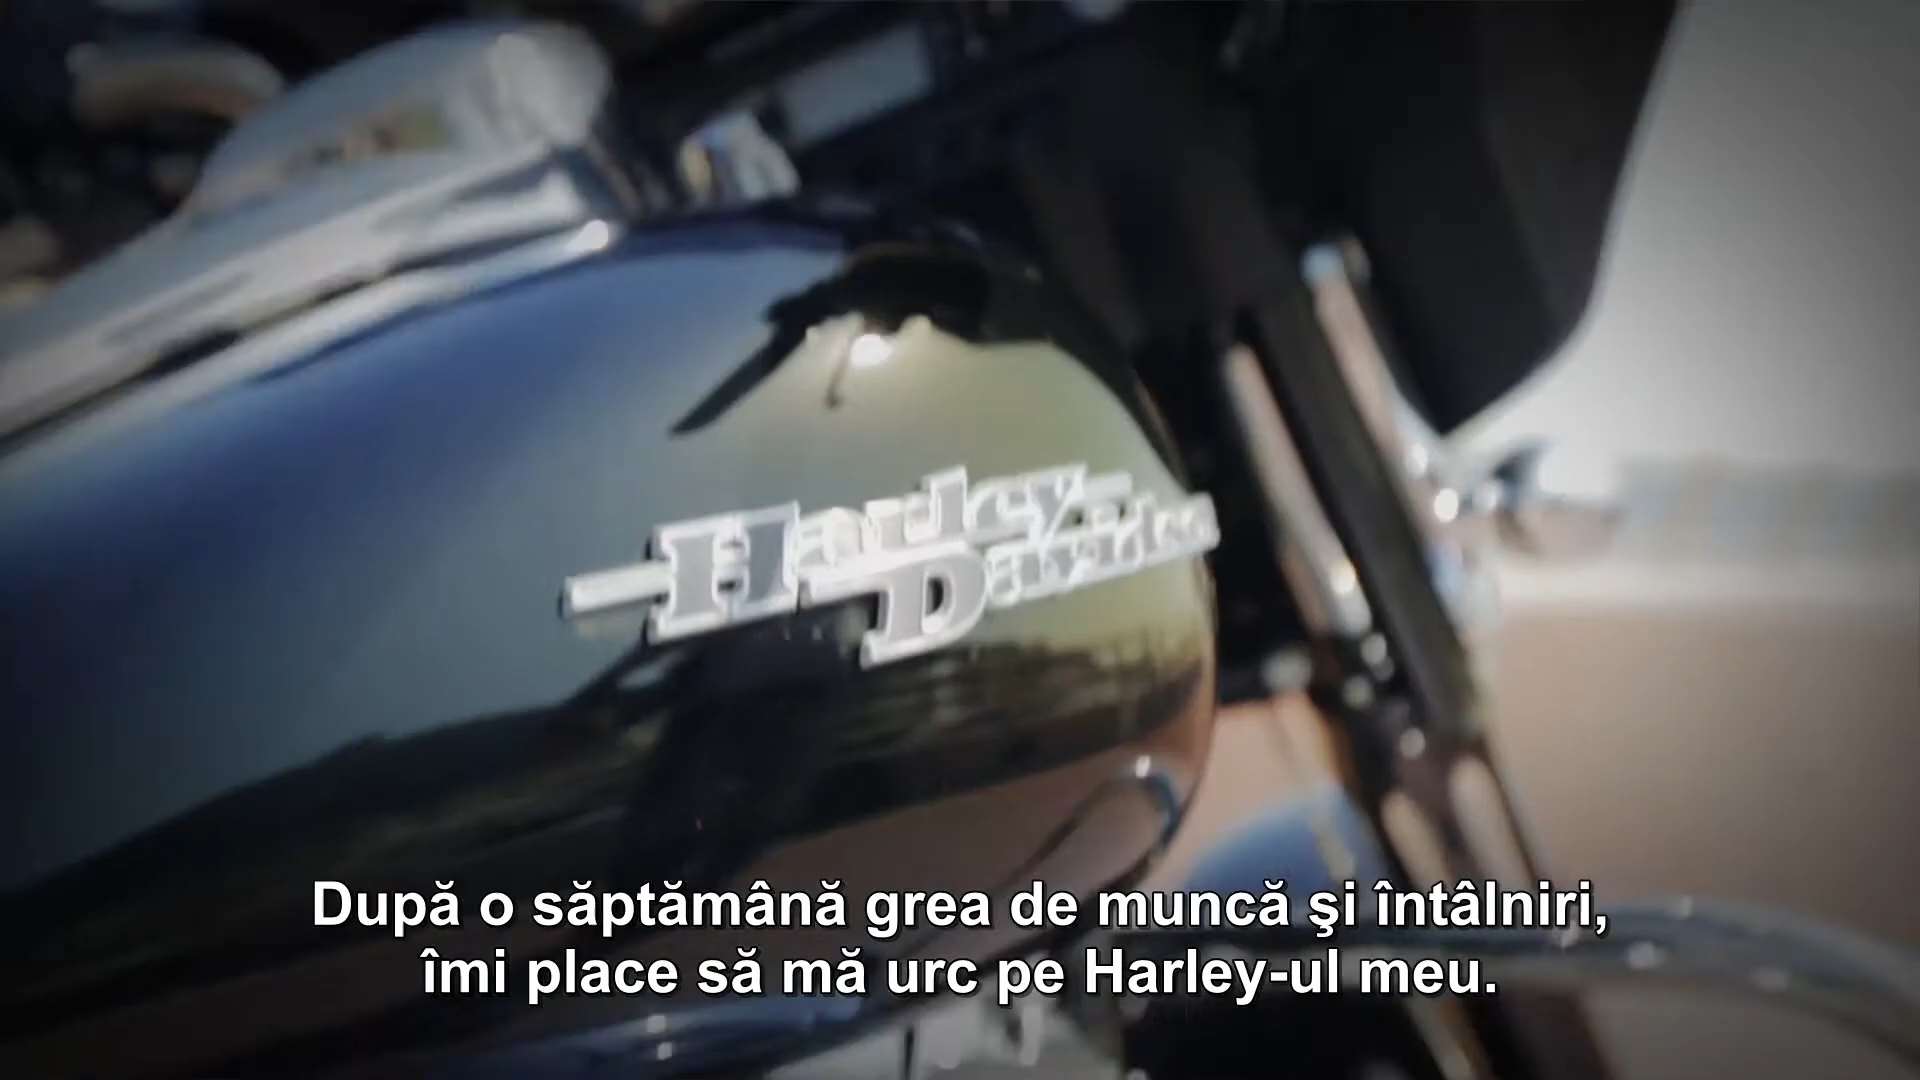 Harley
Davidson
După o săptămână grea de muncă şi întâlniri,
îmi place să mă urc pe Harley-ul meu.